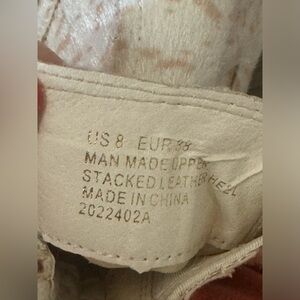 US 8 EUR 38
MAN MADE UPPER
STACKED LEATHER HEEL
MADE IN CHINA
2022402A